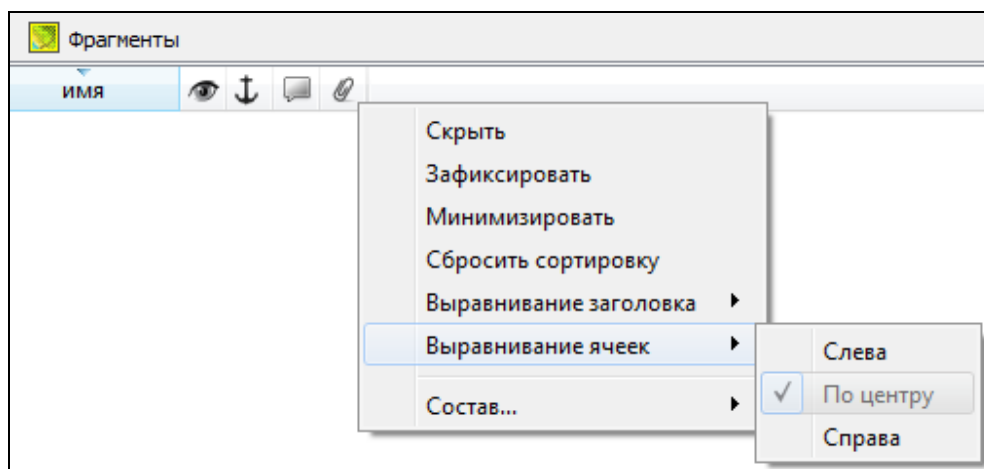 Фрагменты
имя
Скрыть
Зафиксировать
Минимизировать
Сбросить сортировку
Выравнивание заголовка
Выравнивание ячеек
Состав...
Слева
По центру
Справа